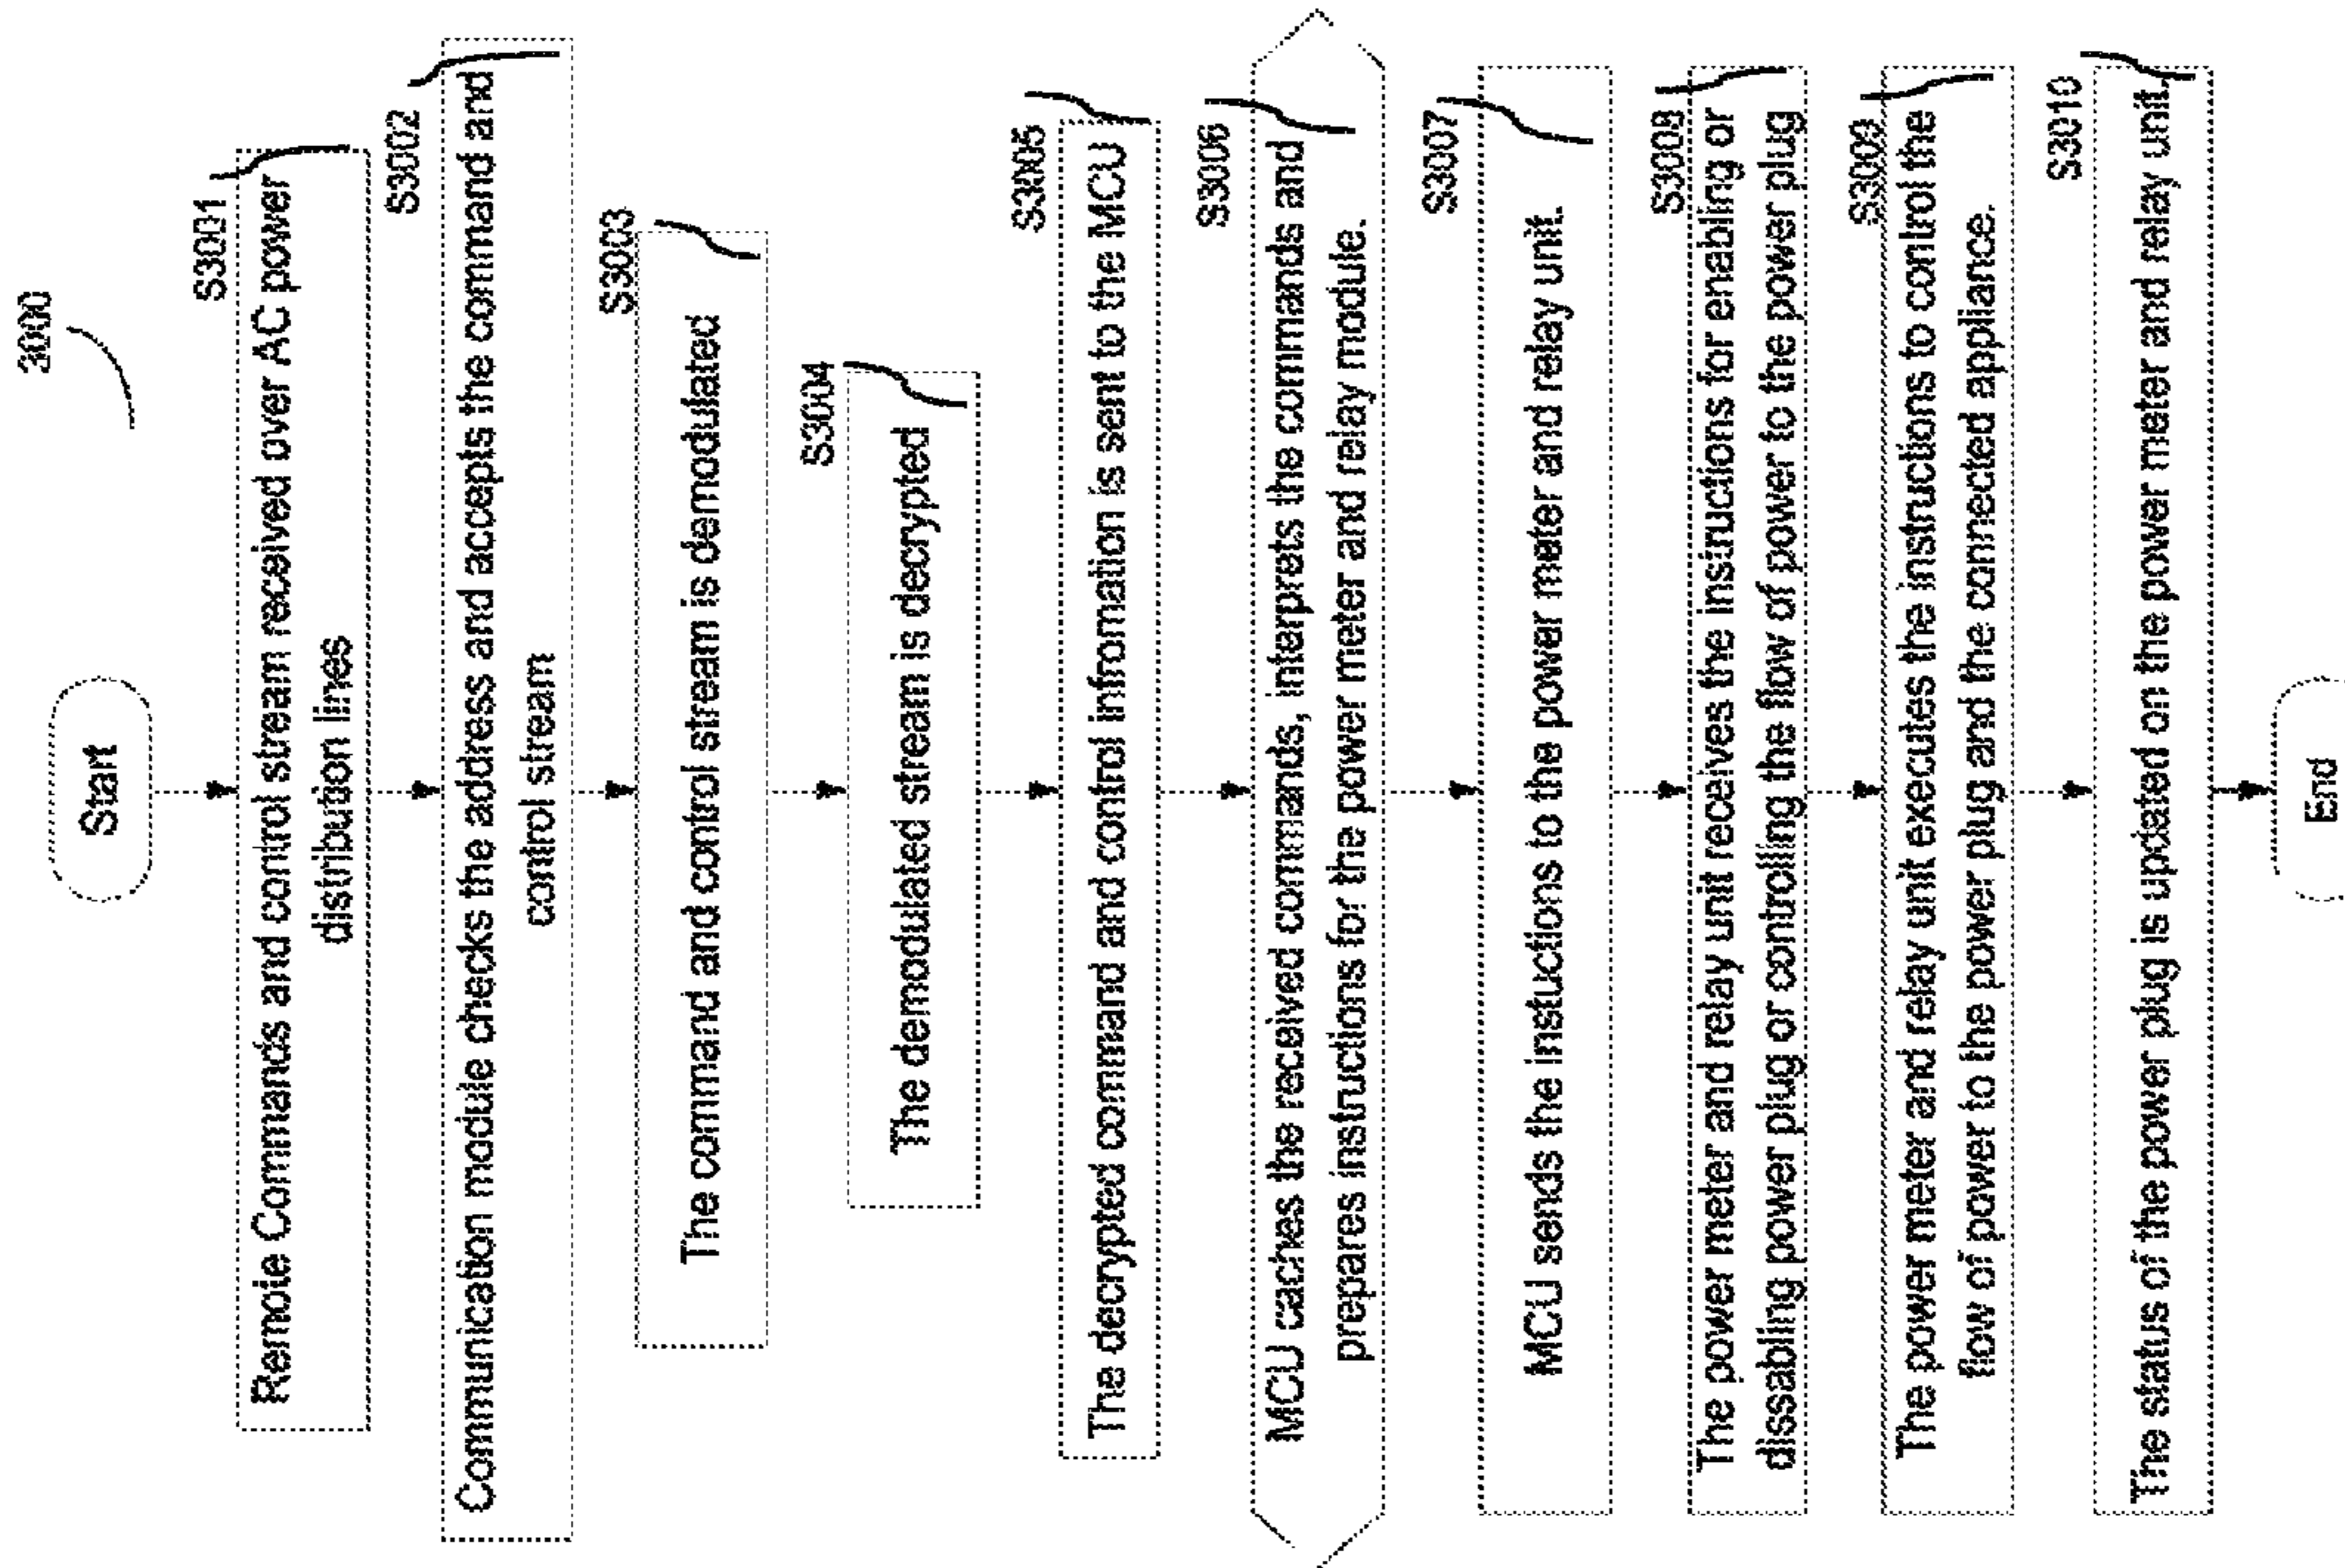 3000
Start
S3001
Remote Commands and control stream received over AC power
distribution lines
S3002
Communication module checks the address and accepts the command and
control stream
S3003
The command and control stream is demodulated
S3004
The demodulated stream is decrypted
S3005
The decrypted command and control infromation is sent to the MCU
S3006
MCU caches the received commands, interprets the commands and
prepares instructions for the power meter and relay module.
S3007
MCU sends the instuctions to the power meter and relay unit.
S3008
The power meter and relay unit receives the insturctions for enabling or
dissabling power plug or controlling the flow of power to the power plug
S3009
The power meter and relay unit executes the instructions to control the
flow of power to the power plug and the connected appliance.
S3010
The status of the power plug is updated on the power meter and relay unit.
End